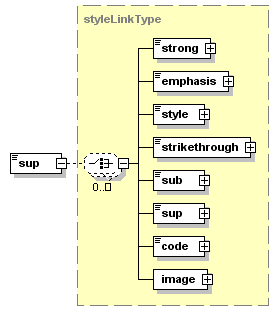 styleLinkType
strong
emphasis
style
strikethrough
sup
sub
0..
sup
code
image